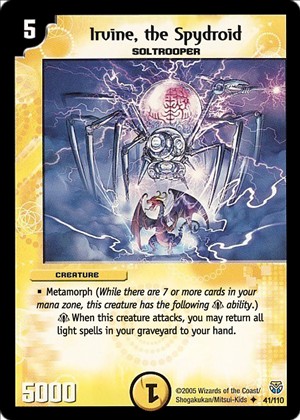 5
Irvine, the Spydroid
SOLTROOPER
CREATURE
▪ Metamorph (While there are 7 or more cards in your
mana zone, this creature has the following ability.)
When this creature attacks, you may return all
light spells in your graveyard to your hand.
5000
1
©2005 Wizards of the Coast/
Shogakukan/Mitsui-Kids ✦ 41/110